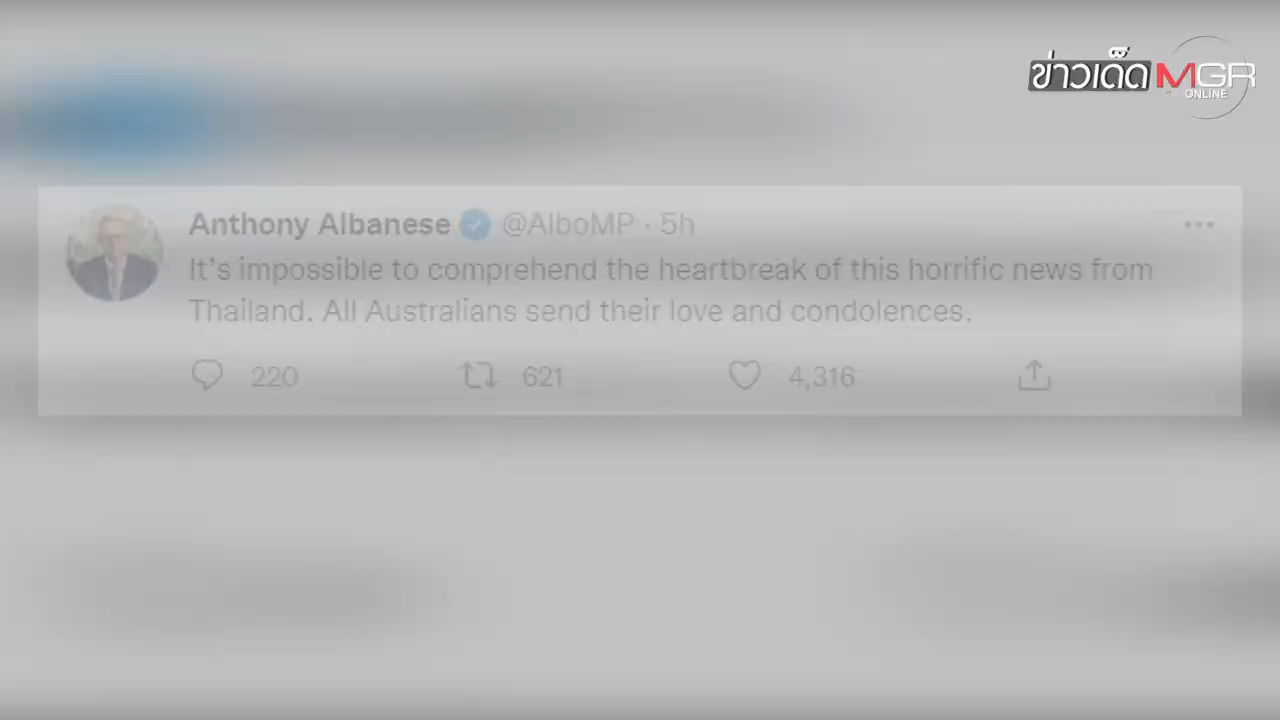 ข่าวเด็ด MGR
ONLINE
Anthony Albanese @AlboMP · 5h
It's impossible to comprehend the heartbreak of this horrific news from
Thailand. All Australians send their love and condolences.
220 621 4,316